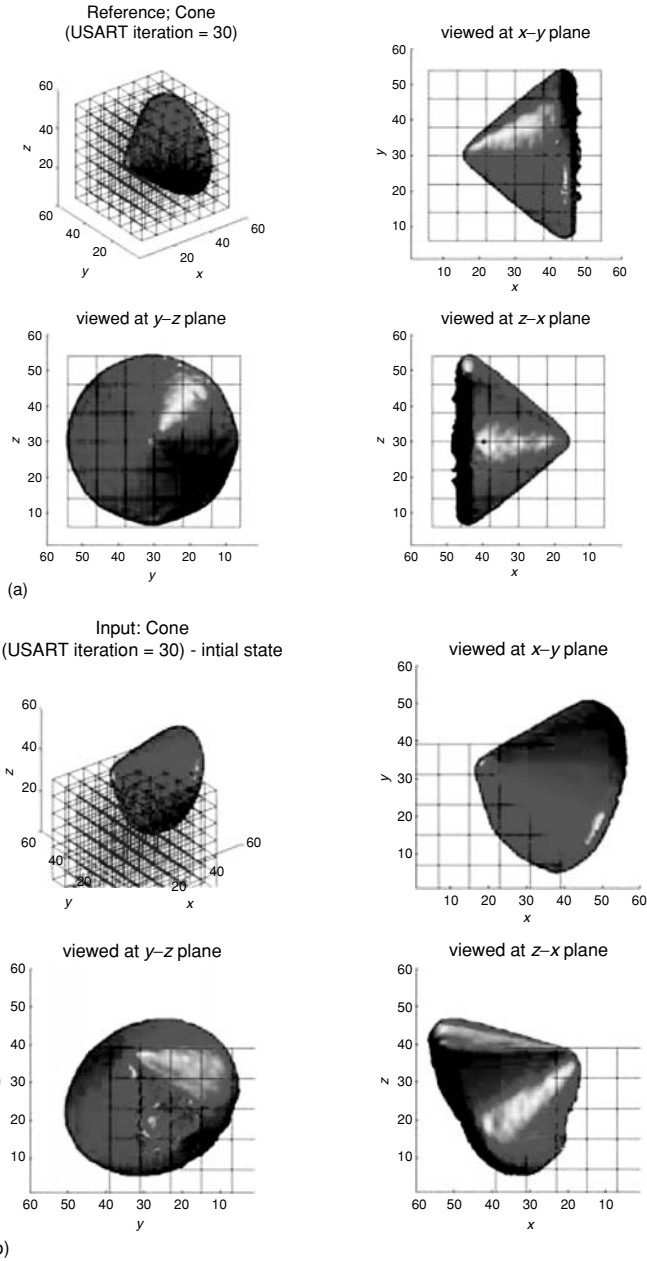 Reference; Cone
(USART iteration = 30)
viewed at x–y plane
60
40
20
z
60
40
20
y
20
40
60
x
60
50
40
30
20
10
y
10 20 30 40 50 60
x
viewed at y–z plane
viewed at z–x plane
60
50
40
30
20
10
z
60 50 40 30 20 10
y
60
50
40
30
20
10
z
60 50 40 30 20 10
x
(a)
Input: Cone
(USART iteration = 30) - intial state
viewed at x–y plane
60
40
20
z
60
40
20
y
20
40
60
x
60
50
40
30
20
10
y
10 20 30 40 50 60
x
viewed at y–z plane
viewed at z–x plane
60
50
40
30
20
10
60 50 40 30 20 10
y
60
50
40
30
20
10
z
60 50 40 30 20 10
x
)